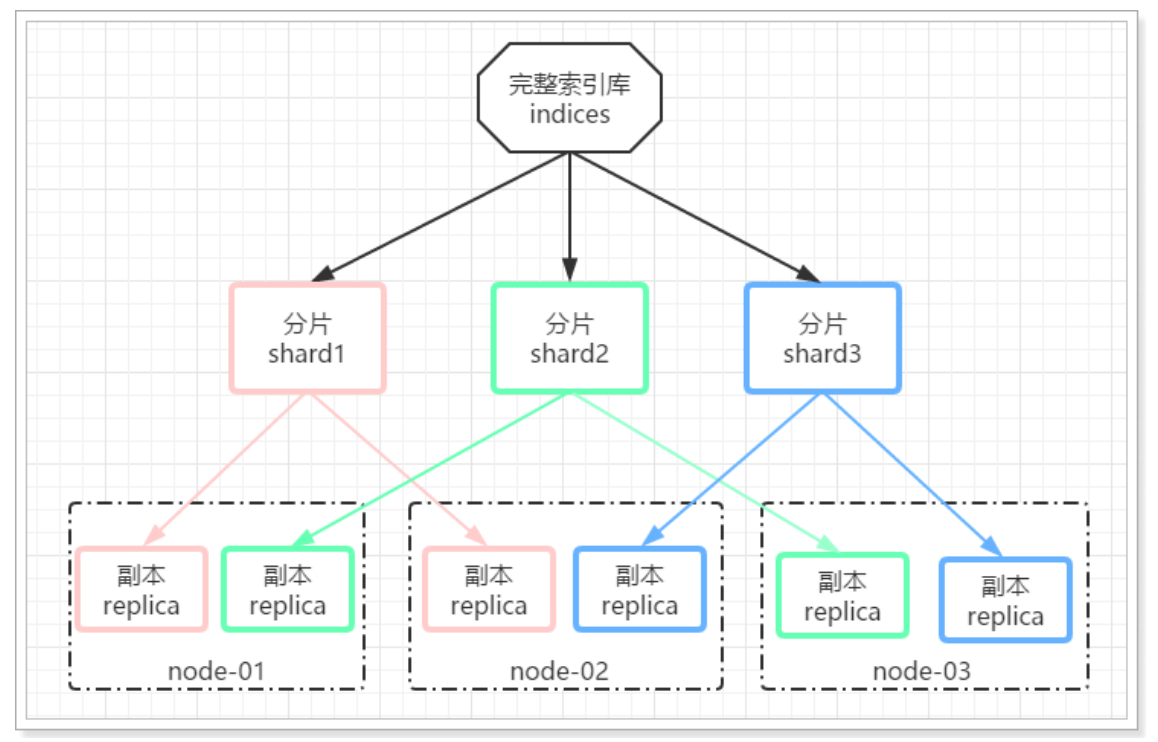 完整索引库
indices
分片
shard1
分片
shard2
分片
shard3
副本
replica
副本
replica
副本
replica
副本
replica
副本
replica
副本
replica
node-01
node-02
node-03